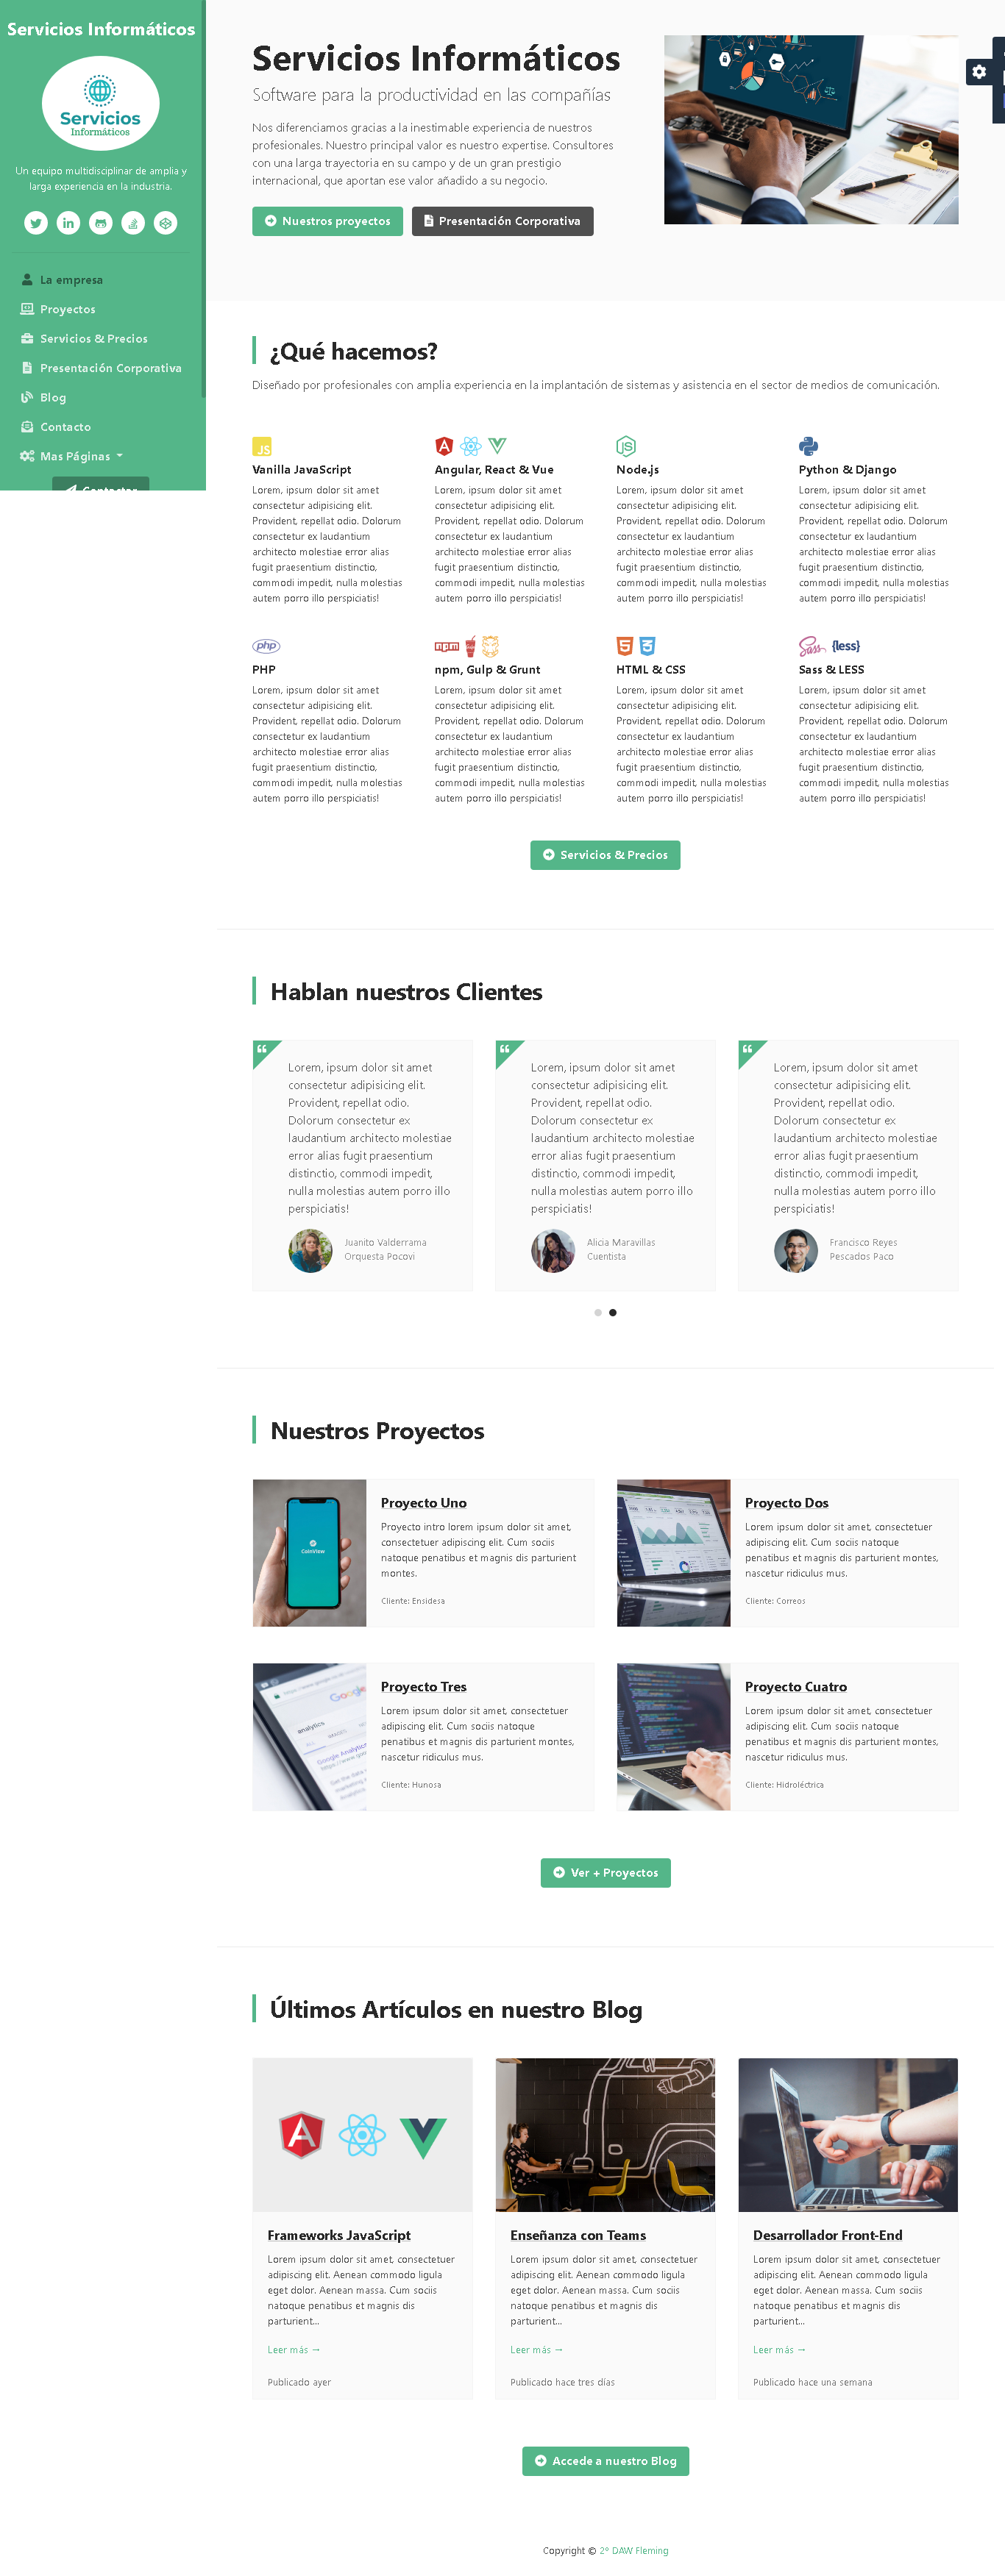 Servicios Informáticos
Servicios
Informáticos
Un equipo multidisciplinar de amplia y
larga experiencia en la industria.
La empresa
Proyectos
Servicios & Precios
Presentación Corporativa
Blog
Contacto
Mas Páginas
Contactar
Servicios Informáticos
Software para la productividad en las compañías
Nos diferenciamos gracias a la inestimable experiencia de nuestros
profesionales. Nuestro principal valor es nuestro expertise. Consultores
con una larga trayectoria en su campo y de un gran prestigio
internacional, que aportan ese valor añadido a su negocio.
Nuestros proyectos
Presentación Corporativa
¿Qué hacemos?
Diseñado por profesionales con amplia experiencia en la implantación de sistemas y asistencia en el sector de medios de comunicación.
JS
Vanilla JavaScript
Lorem, ipsum dolor sit amet
consectetur adipisicing elit.
Provident, repellat odio. Dolorum
consectetur ex laudantium
architecto molestiae error alias
fugit praesentium distinctio,
commodi impedit, nulla molestias
autem porro illo perspiciatis!
Angular, React & Vue
Lorem, ipsum dolor sit amet
consectetur adipisicing elit.
Provident, repellat odio. Dolorum
consectetur ex laudantium
architecto molestiae error alias
fugit praesentium distinctio,
commodi impedit, nulla molestias
autem porro illo perspiciatis!
Node.js
Lorem, ipsum dolor sit amet
consectetur adipisicing elit.
Provident, repellat odio. Dolorum
consectetur ex laudantium
architecto molestiae error alias
fugit praesentium distinctio,
commodi impedit, nulla molestias
autem porro illo perspiciatis!
Python & Django
Lorem, ipsum dolor sit amet
consectetur adipisicing elit.
Provident, repellat odio. Dolorum
consectetur ex laudantium
architecto molestiae error alias
fugit praesentium distinctio,
commodi impedit, nulla molestias
autem porro illo perspiciatis!
php
PHP
Lorem, ipsum dolor sit amet
consectetur adipisicing elit.
Provident, repellat odio. Dolorum
consectetur ex laudantium
architecto molestiae error alias
fugit praesentium distinctio,
commodi impedit, nulla molestias
autem porro illo perspiciatis!
npm
npm, Gulp & Grunt
Lorem, ipsum dolor sit amet
consectetur adipisicing elit.
Provident, repellat odio. Dolorum
consectetur ex laudantium
architecto molestiae error alias
fugit praesentium distinctio,
commodi impedit, nulla molestias
autem porro illo perspiciatis!
HTML & CSS
Lorem, ipsum dolor sit amet
consectetur adipisicing elit.
Provident, repellat odio. Dolorum
consectetur ex laudantium
architecto molestiae error alias
fugit praesentium distinctio,
commodi impedit, nulla molestias
autem porro illo perspiciatis!
Sass {less}
Sass & LESS
Lorem, ipsum dolor sit amet
consectetur adipisicing elit.
Provident, repellat odio. Dolorum
consectetur ex laudantium
architecto molestiae error alias
fugit praesentium distinctio,
commodi impedit, nulla molestias
autem porro illo perspiciatis!
Servicios & Precios
Hablan nuestros Clientes
Lorem, ipsum dolor sit amet
consectetur adipisicing elit.
Provident, repellat odio.
Dolorum consectetur ex
laudantium architecto molestiae
error alias fugit praesentium
distinctio, commodi impedit,
nulla molestias autem porro illo
perspiciatis!
Juanito Valderrama
Orquesta Pocovi
Lorem, ipsum dolor sit amet
consectetur adipisicing elit.
Provident, repellat odio.
Dolorum consectetur ex
laudantium architecto molestiae
error alias fugit praesentium
distinctio, commodi impedit,
nulla molestias autem porro illo
perspiciatis!
Alicia Maravillas
Cuentista
Lorem, ipsum dolor sit amet
consectetur adipisicing elit.
Provident, repellat odio.
Dolorum consectetur ex
laudantium architecto molestiae
error alias fugit praesentium
distinctio, commodi impedit,
nulla molestias autem porro illo
perspiciatis!
Francisco Reyes
Pescados Paco
Nuestros Proyectos
CoinView
Proyecto Uno
Proyecto intro lorem ipsum dolor sit amet,
consectetuer adipiscing elit. Cum sociis
natoque penatibus et magnis dis parturient
montes.
Cliente: Ensidesa
Proyecto Dos
Lorem ipsum dolor sit amet, consectetuer
adipiscing elit. Cum sociis natoque
penatibus et magnis dis parturient montes,
nascetur ridiculus mus.
Cliente: Correos
Google
analytics
Google Analytics
Proyecto Tres
Lorem ipsum dolor sit amet, consectetuer
adipiscing elit. Cum sociis natoque
penatibus et magnis dis parturient montes,
nascetur ridiculus mus.
Cliente: Hunosa
Proyecto Cuatro
Lorem ipsum dolor sit amet, consectetuer
adipiscing elit. Cum sociis natoque
penatibus et magnis dis parturient montes,
nascetur ridiculus mus.
Cliente: Hidroléctrica
Ver + Proyectos
Últimos Artículos en nuestro Blog
Frameworks JavaScript
Lorem ipsum dolor sit amet, consectetuer
adipiscing elit. Aenean commodo ligula
eget dolor. Aenean massa. Cum sociis
natoque penatibus et magnis dis
parturient...
Leer más →
Publicado ayer
Enseñanza con Teams
Lorem ipsum dolor sit amet, consectetuer
adipiscing elit. Aenean commodo ligula
eget dolor. Aenean massa. Cum sociis
natoque penatibus et magnis dis
parturient...
Leer más →
Publicado hace tres días
Desarrollador Front-End
Lorem ipsum dolor sit amet, consectetuer
adipiscing elit. Aenean commodo ligula
eget dolor. Aenean massa. Cum sociis
natoque penatibus et magnis dis
parturient...
Leer más →
Publicado hace una semana
Accede a nuestro Blog
Copyright © 2º DAW Fleming